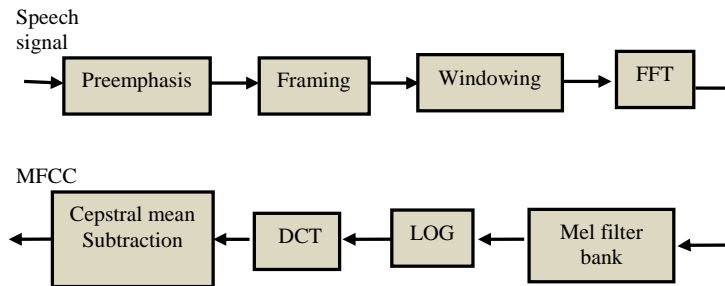 Speech
signal
Preemphasis
Framing
Windowing
FFT
MFCC
Cepstral mean
Subtraction
DCT
LOG
Mel filter
bank